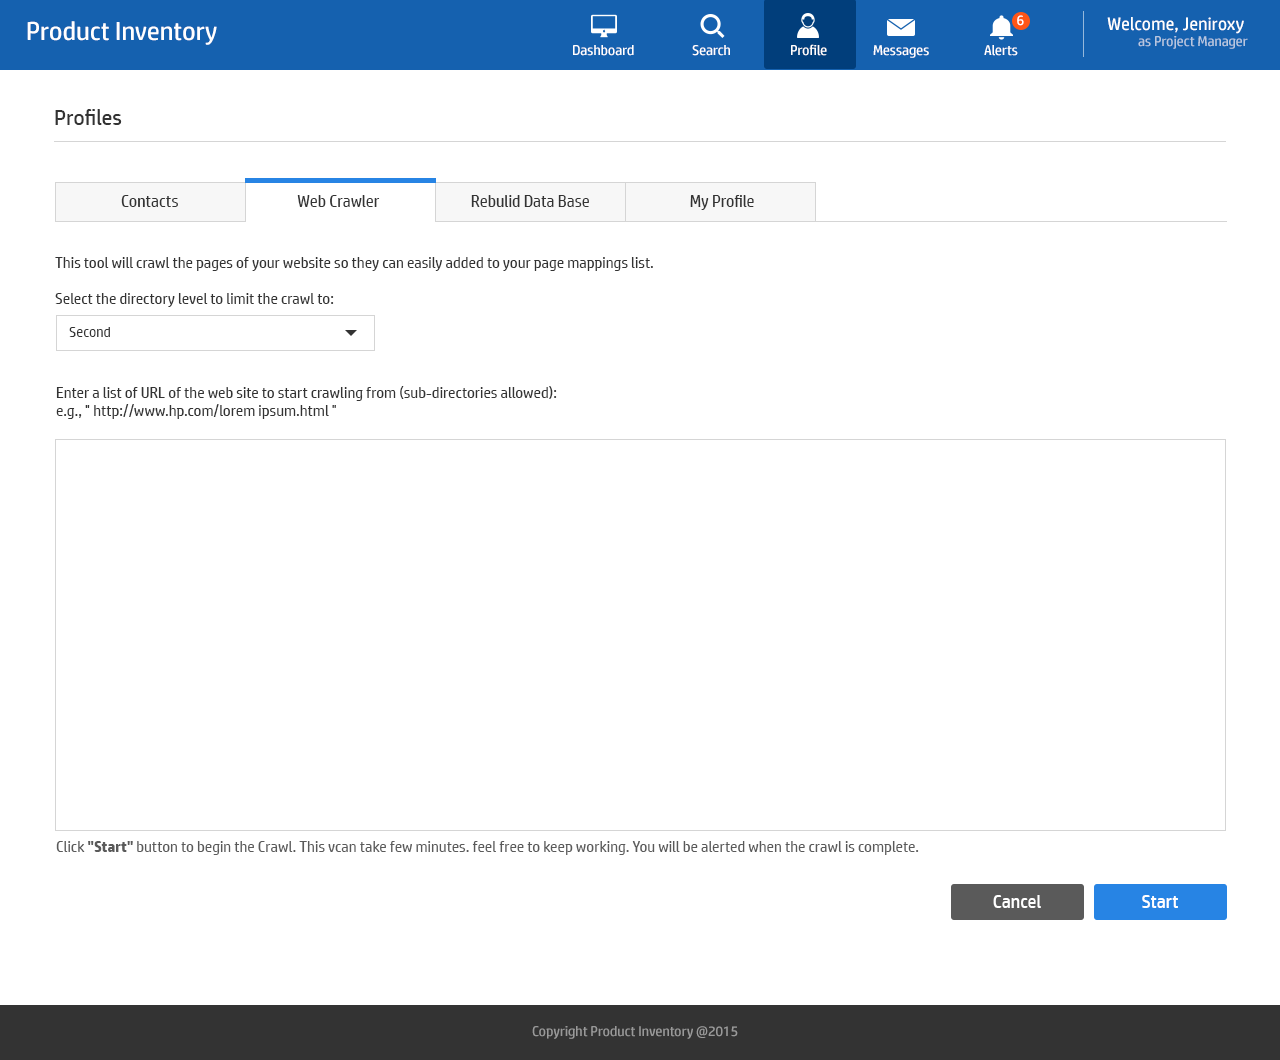 Product Inventory
Dashboard
Search
Profile
Messages
6
Alerts
Welcome, Jeniroxy
as Project Manager
Profiles
Contacts
Web Crawler
Rebulid Data Base
My Profile
This tool will crawl the pages of your website so they can easily added to your page mappings list.
Select the directory level to limit the crawl to:
Second
Enter a list of URL of the web site to start crawling from (sub-directories allowed):
e.g., " http://www.hp.com/lorem ipsum.html "
Click "Start" button to begin the Crawl. This vcan take few minutes. feel free to keep working. You will be alerted when the crawl is complete.
Cancel
Start
Copyright Product Inventory @2015